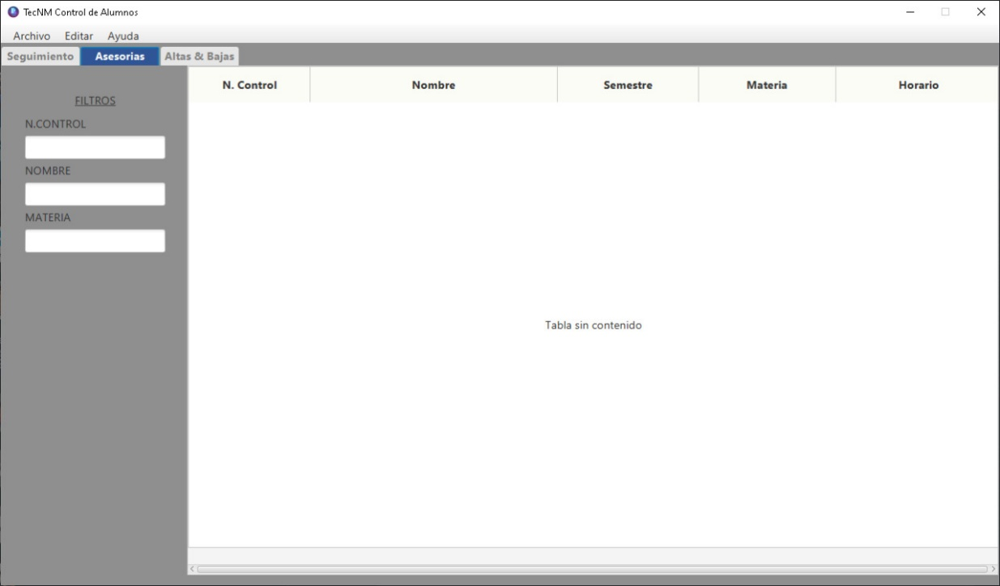 TecNM Control de Alumnos
Archivo Editar Ayuda
Seguimiento Asesorias Altas & Bajas
FILTROS
N.CONTROL
NOMBRE
MATERIA
N. Control Nombre Semestre Materia Horario
Tabla sin contenido